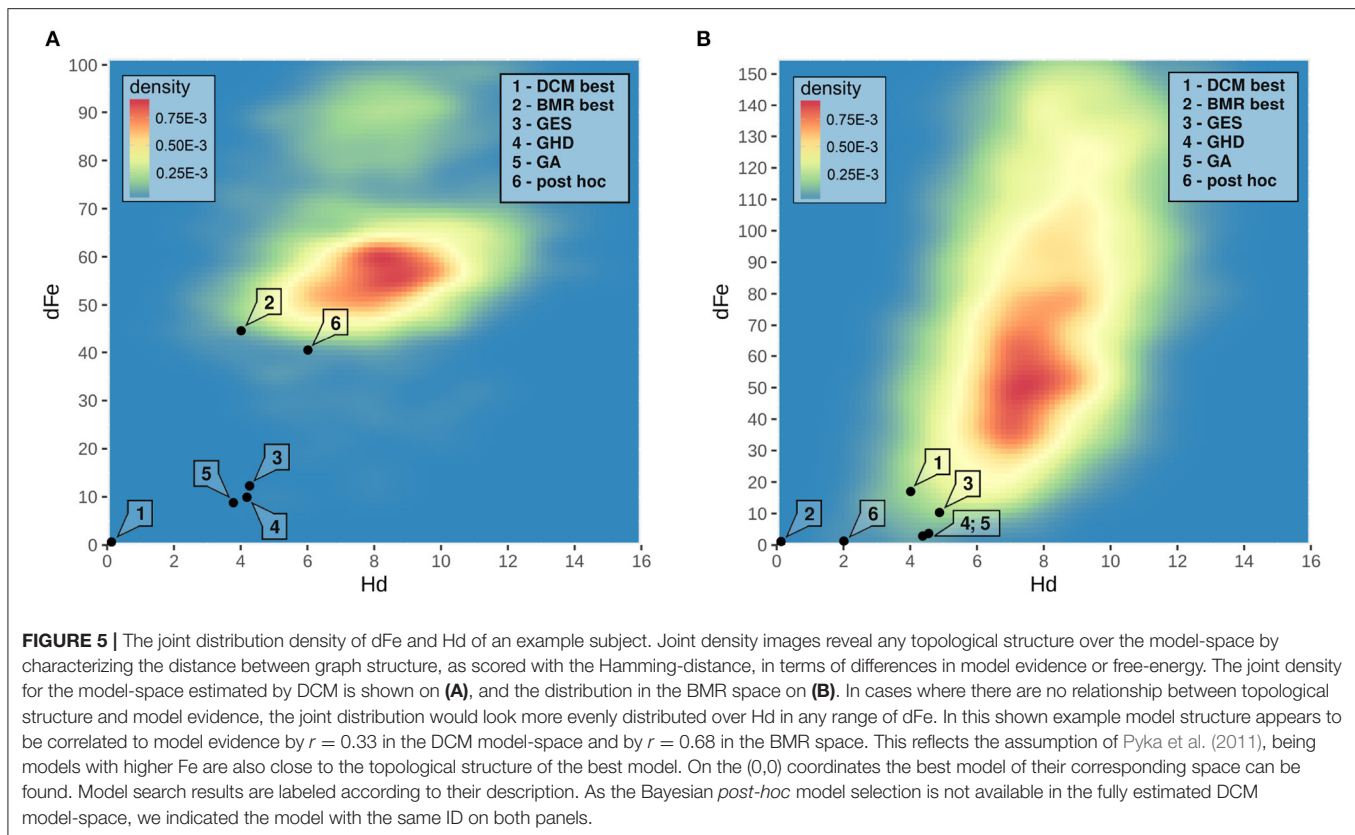 A
dFe
100
90
80
70
60
50
40
30
20
10
0
density
0.75E-3
0.50E-3
0.25E-3
1 - DCM best
2 - BMR best
3 - GES
4 - GHD
5 - GA
6 - post hoc
2
6
3
5
4
1
0 2 4 6 8 10 12 14 16
Hd
B
dFe
150
140
130
120
110
100
90
80
70
60
50
40
30
20
10
0
density
0.75E-3
0.50E-3
0.25E-3
1 - DCM best
2 - BMR best
3 - GES
4 - GHD
5 - GA
6 - post hoc
1
3
2
6
4; 5
0 2 4 6 8 10 12 14 16
Hd
FIGURE 5 | The joint distribution density of dFe and Hd of an example subject. Joint density images reveal any topological structure over the model-space by
characterizing the distance between graph structure, as scored with the Hamming-distance, in terms of differences in model evidence or free-energy. The joint density
for the model-space estimated by DCM is shown on (A), and the distribution in the BMR space on (B). In cases where there are no relationship between topological
structure and model evidence, the joint distribution would look more evenly distributed over Hd in any range of dFe. In this shown example model structure appears to
be correlated to model evidence by r = 0.33 in the DCM model-space and by r = 0.68 in the BMR space. This reflects the assumption of Pyka et al. (2011), being
models with higher Fe are also close to the topological structure of the best model. On the (0,0) coordinates the best model of their corresponding space can be
found. Model search results are labeled according to their description. As the Bayesian post-hoc model selection is not available in the fully estimated DCM
model-space, we indicated the model with the same ID on both panels.